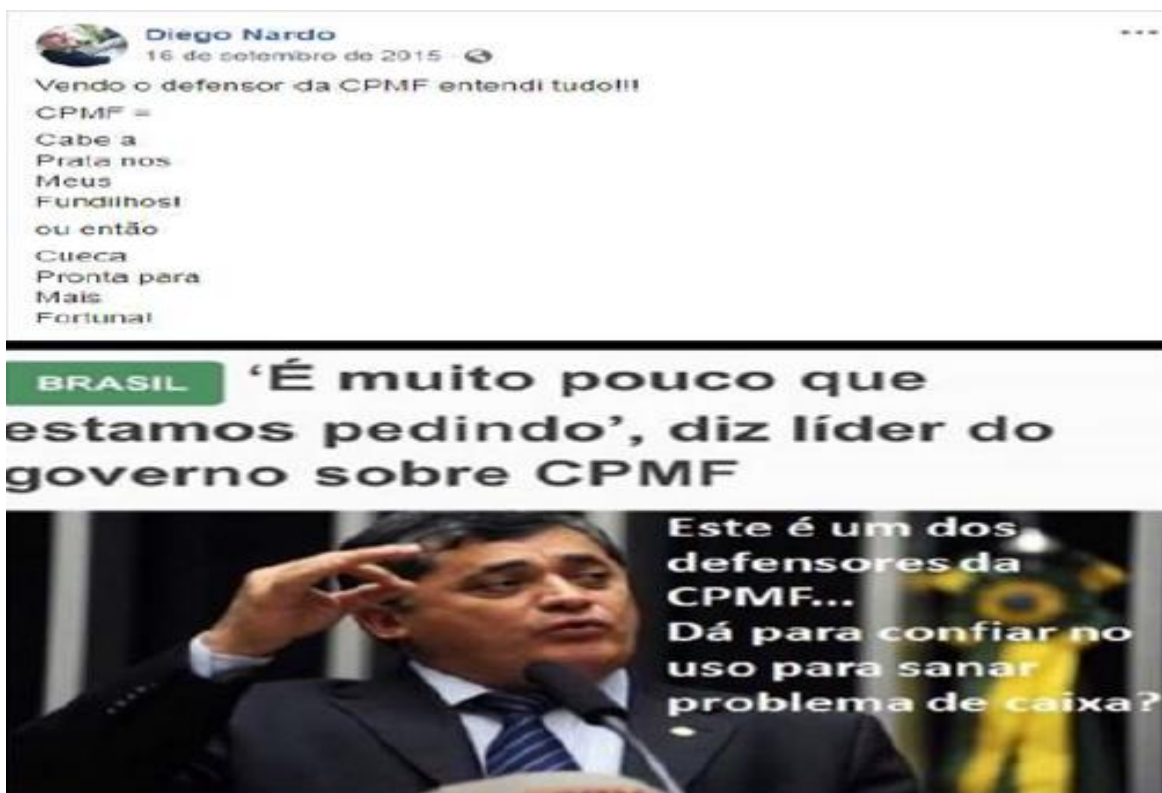 Diego Nardo
16 de setembro de 2015
Vendo o defensor da CPMF entendi tudo!!!
CPMF =
Cabe a
Prata nos
Meus
Fundilhos!
ou então
Cueca
Pronta para
Mais
Fortuna!
BRASIL 'É muito pouco que
estamos pedindo', diz líder do
governo sobre CPMF
Este é um dos
defensores da
CPMF...
Dá para confiar no
uso para sanar
problema de caixa?